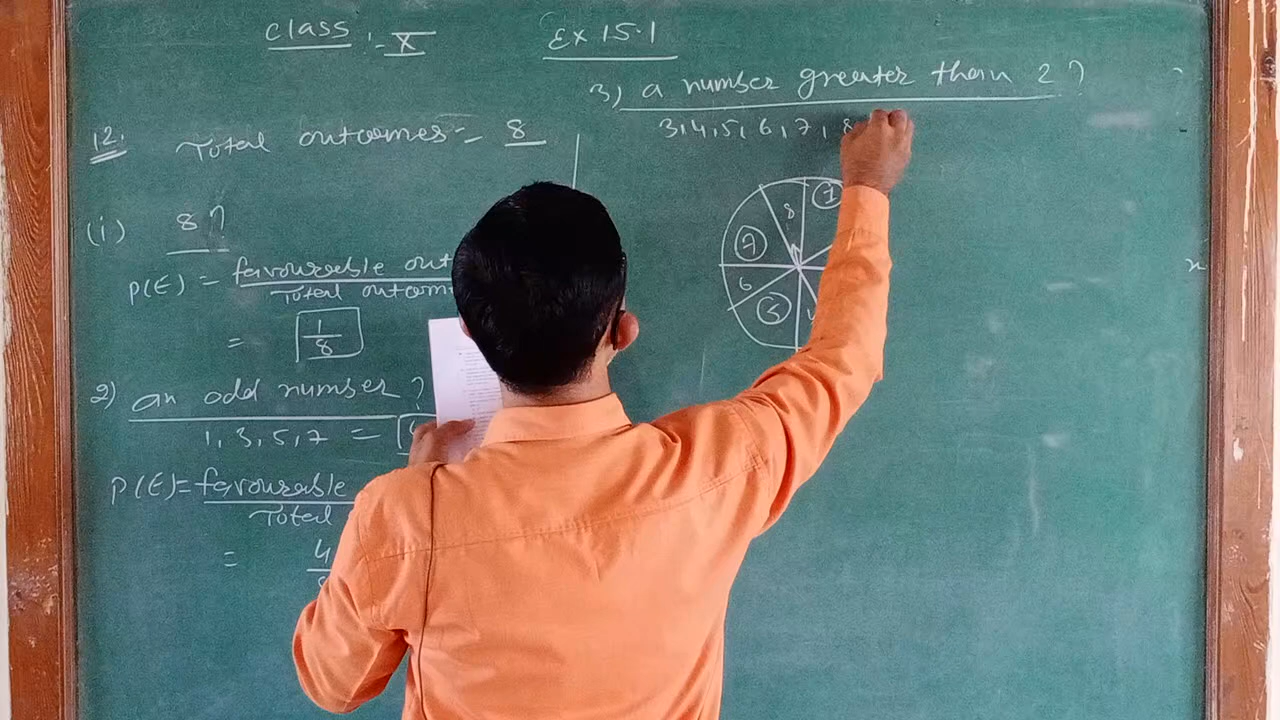 class :- X
Ex 15.1
12.
Total outcomes = 8
(i) 8?
P(E) = favourable out
Total outcom
= 1/8
2) an odd number ?
1, 3, 5, 7 =
P(E) = favourable
Total
= 4
3) a number greater than 2 ?
3, 4, 5, 6, 7, 8
8 1
7
6
5